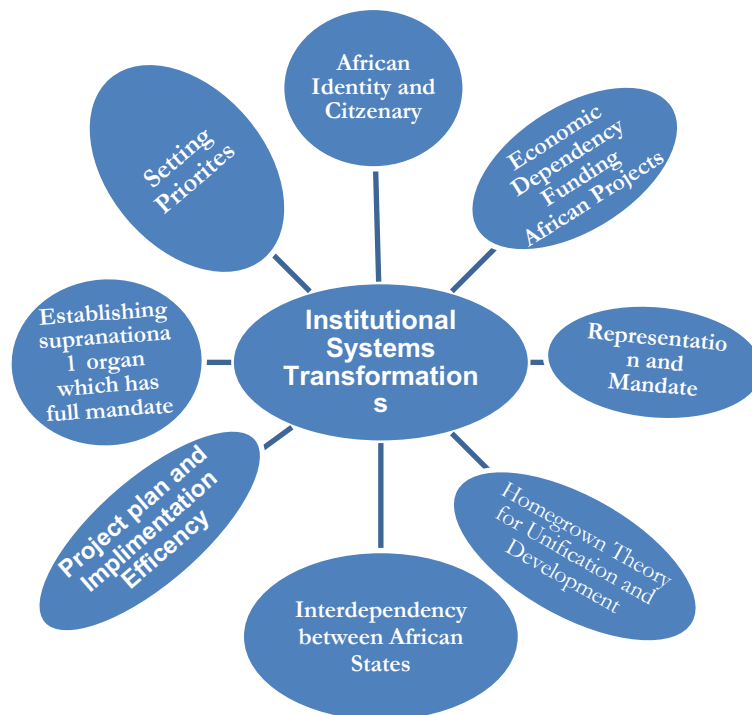 African
Identity and
Citzenary
Economic
Dependency
Funding
African Projects
Representatio
n and
Mandate
Homegrown Theory
for Unification and
Development
Interdependency
between African
States
Project plan and
Implimentation
Efficency
Establishing
supranationa
l organ
which has
full mandate
Setting
Priorites
Institutional
Systems
Transformation
s